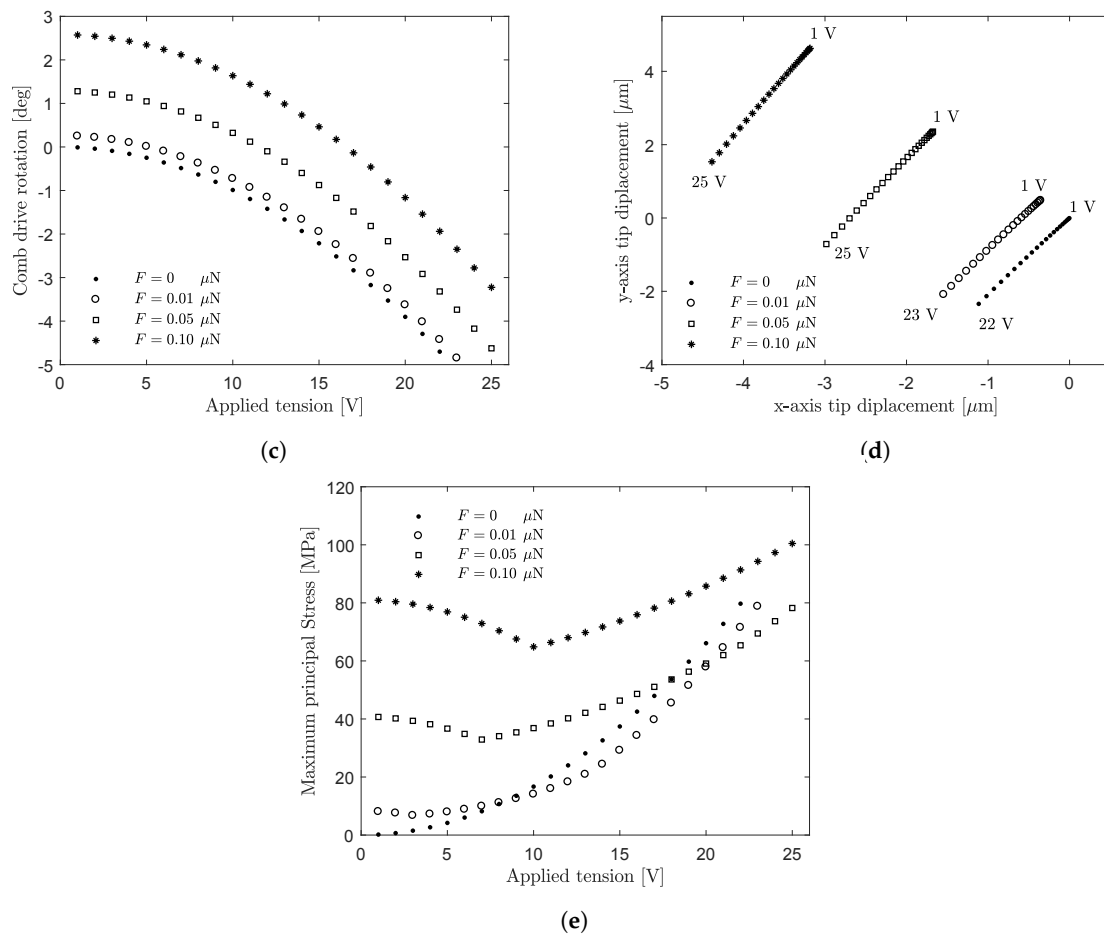 3
2
1
0
-1
-2
-3
-4
-5
0
5
10
15
20
25
Comb drive rotation [deg]
Applied tension [V]
F = 0 μN
F = 0.01 μN
F = 0.05 μN
F = 0.10 μN
(c)
4
2
0
-2
-4
-5
-4
-3
-2
-1
0
y-axis tip diplacement [μm]
x-axis tip diplacement [μm]
1 V
25 V
1 V
25 V
1 V
23 V
1 V
22 V
F = 0 μN
F = 0.01 μN
F = 0.05 μN
F = 0.10 μN
(d)
120
100
80
60
40
20
0
0
5
10
15
20
25
Maximum principal Stress [MPa]
Applied tension [V]
F = 0 μN
F = 0.01 μN
F = 0.05 μN
F = 0.10 μN
(e)